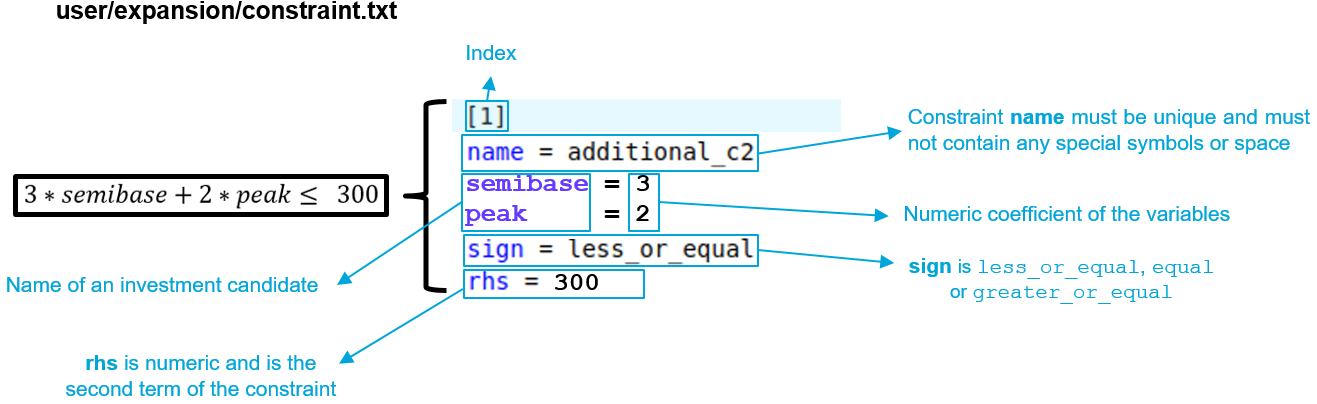 user/expansion/constraint.txt
Index
[1]
name = additional_c2
Constraint name must be unique and must
not contain any special symbols or space
3 * semibase + 2 * peak ≤ 300
semibase = 3
peak = 2
Numeric coefficient of the variables
sign = less_or_equal
sign is less_or_equal, equal
or greater_or_equal
Name of an investment candidate
rhs = 300
rhs is numeric and is the
second term of the constraint